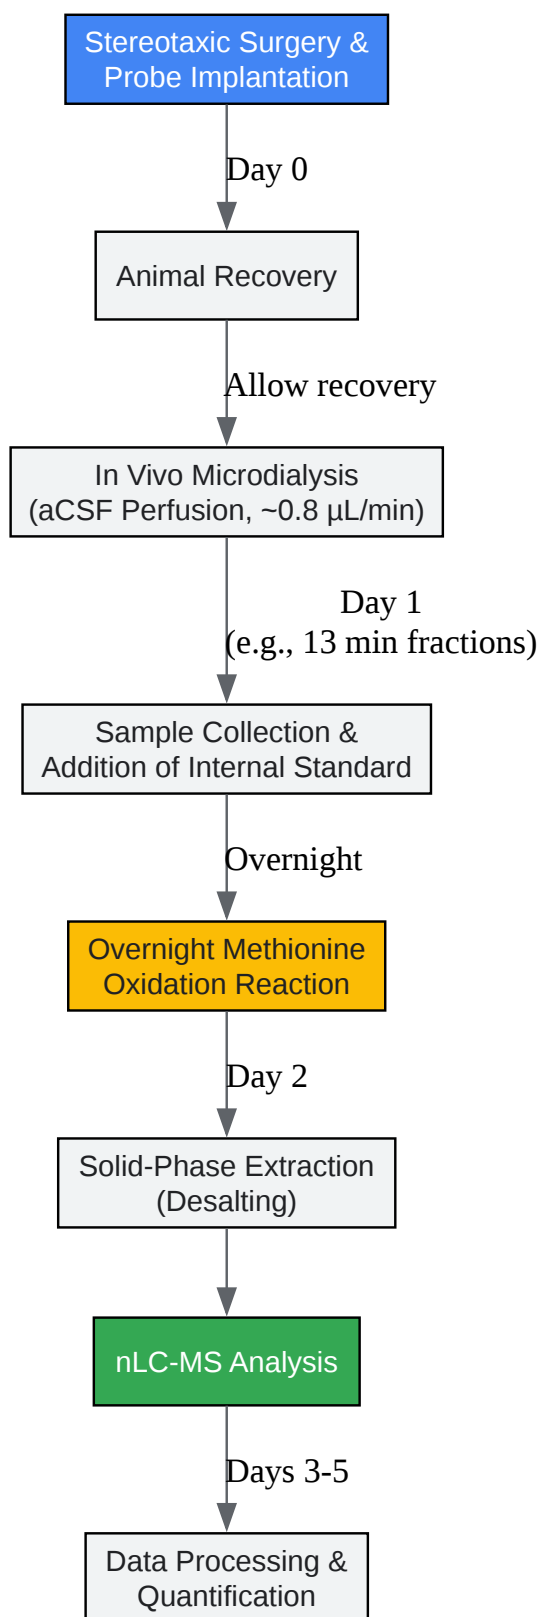 Stereotaxic Surgery &
Probe Implantation
Day 0
Animal Recovery
Allow recovery
In Vivo Microdialysis
(aCSF Perfusion, ~0.8 µL/min)
Day 1
(e.g., 13 min fractions)
Sample Collection &
Addition of Internal Standard
Overnight
Overnight Methionine
Oxidation Reaction
Day 2
Solid-Phase Extraction
(Desalting)
nLC-MS Analysis
Days 3-5
Data Processing &
Quantification